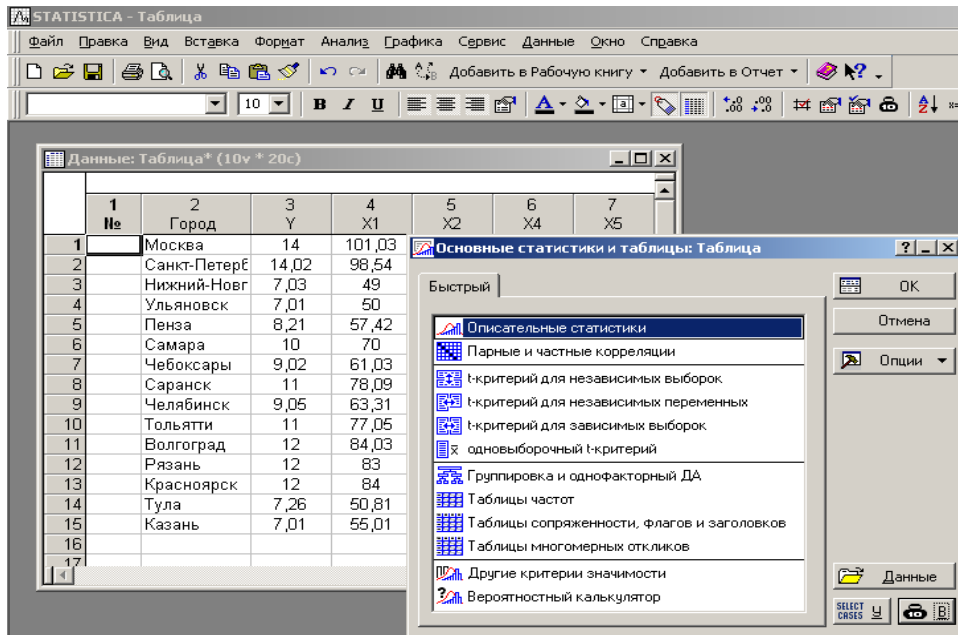 STATISTICA - Таблица
Файл Правка Вид Вставка Формат Анализ Графика Сервис Данные Окно Справка
Добавить в Рабочую книгу Добавить в Отчет
10 B I U
Данные: Таблица* (10v * 20c)
1 2 3 4 5 6 7
№ Город Y X1 X2 X4 X5
1 Москва 14 101,03
2 Санкт-Петерб 14,02 98,54
3 Нижний-Новг 7,03 49
4 Ульяновск 7,01 50
5 Пенза 8,21 57,42
6 Самара 10 70
7 Чебоксары 9,02 61,03
8 Саранск 11 78,09
9 Челябинск 9,05 63,31
10 Тольятти 11 77,05
11 Волгоград 12 84,03
12 Рязань 12 83
13 Красноярск 12 84
14 Тула 7,26 50,81
15 Казань 7,01 55,01
16
17
Основные статистики и таблицы: Таблица
Быстрый
Описательные статистики
Парные и частные корреляции
t-критерий для независимых выборок
t-критерий для независимых переменных
t-критерий для зависимых выборок
одновыборочный t-критерий
Группировка и однофакторный ДА
Таблицы частот
Таблицы сопряженности, флагов и заголовков
Таблицы многомерных откликов
Другие критерии значимости
Вероятностный калькулятор
OK
Отмена
Опции
Данные
SELECT CASES У В